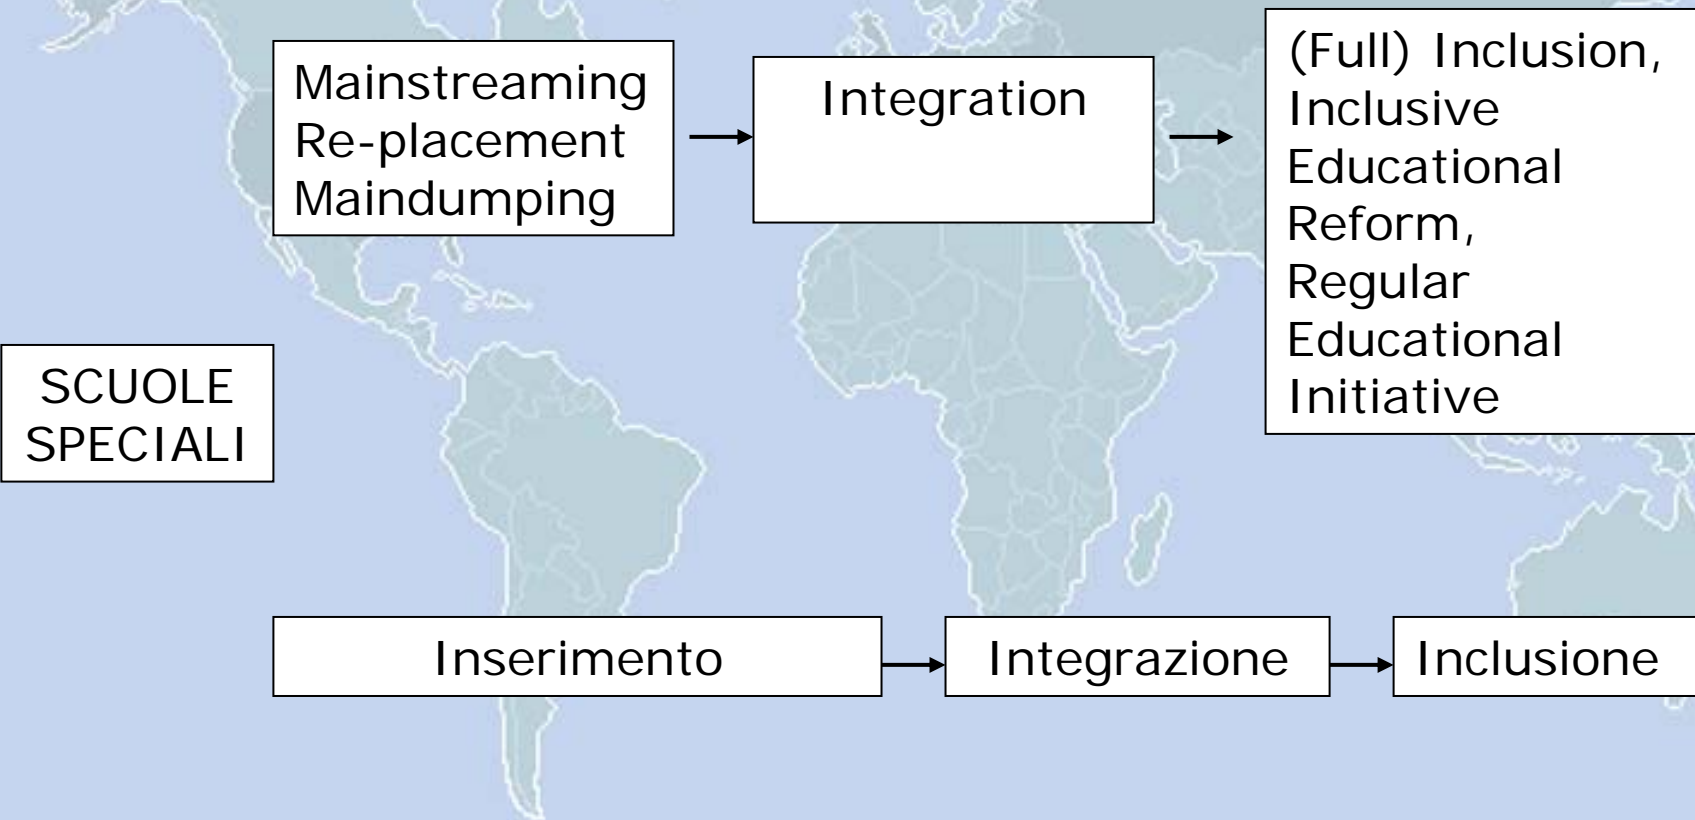 Mainstreaming
Re-placement
Maindumping
Integration
(Full) Inclusion,
Inclusive
Educational
Reform,
Regular
Educational
Initiative
SCUOLE
SPECIALI
Inserimento
Integrazione
Inclusione